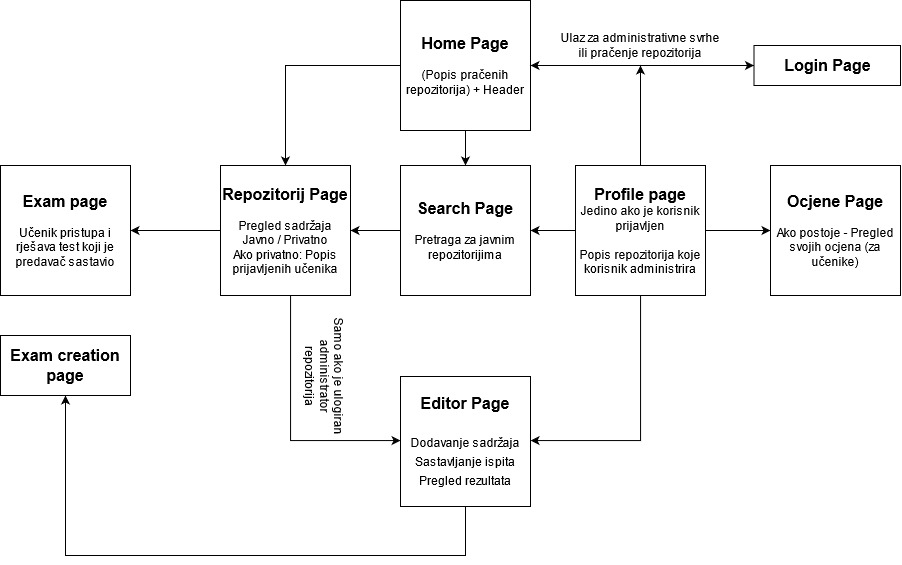 Home Page
(Popis pračenih
repozitorija) + Header
Ulaz za administrativne svrhe
ili pračenje repozitorija
Login Page
Exam page
Učenik pristupa i
rješava test koji je
predavač sastavio
Repozitorij Page
Pregled sadržaja
Javno / Privatno
Ako privatno: Popis
prijavljenih učenika
Search Page
Pretraga za javnim
repozitorijima
Profile page
Jedino ako je korisnik
prijavljen
Popis repozitorija koje
korisnik administrira
Ocjene Page
Ako postoje - Pregled
svojih ocjena (za
učenike)
Exam creation
page
Samo ako je ulogiran
administrator
repozitorija
Editor Page
Dodavanje sadržaja
Sastavljanje ispita
Pregled rezultata